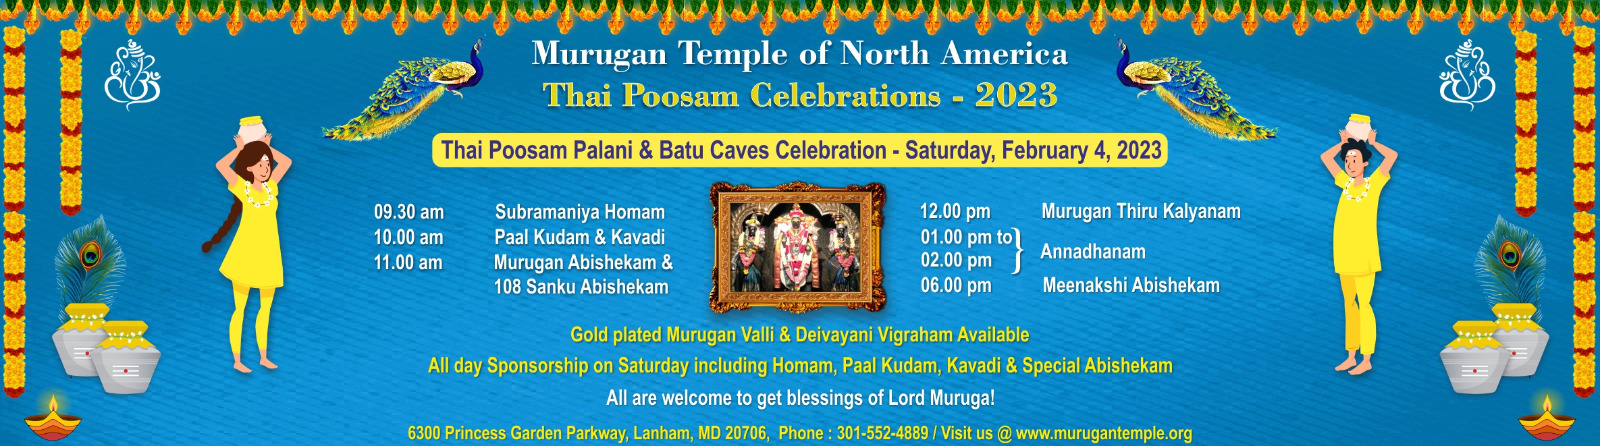 Murugan Temple of North America
Thai Poosam Celebrations - 2023
Thai Poosam Palani & Batu Caves Celebration - Saturday, February 4, 2023
09.30 am Subramaniya Homam
10.00 am Paal Kudam & Kavadi
11.00 am Murugan Abishekam &
108 Sanku Abishekam
12.00 pm Murugan Thiru Kalyanam
01.00 pm to
02.00 pm } Annadhanam
06.00 pm Meenakshi Abishekam
Gold plated Murugan Valli & Deivayani Vigraham Available
All day Sponsorship on Saturday including Homam, Paal Kudam, Kavadi & Special Abishekam
All are welcome to get blessings of Lord Muruga!
6300 Princess Garden Parkway, Lanham, MD 20706, Phone : 301-552-4889 / Visit us @ www.murugantemple.org